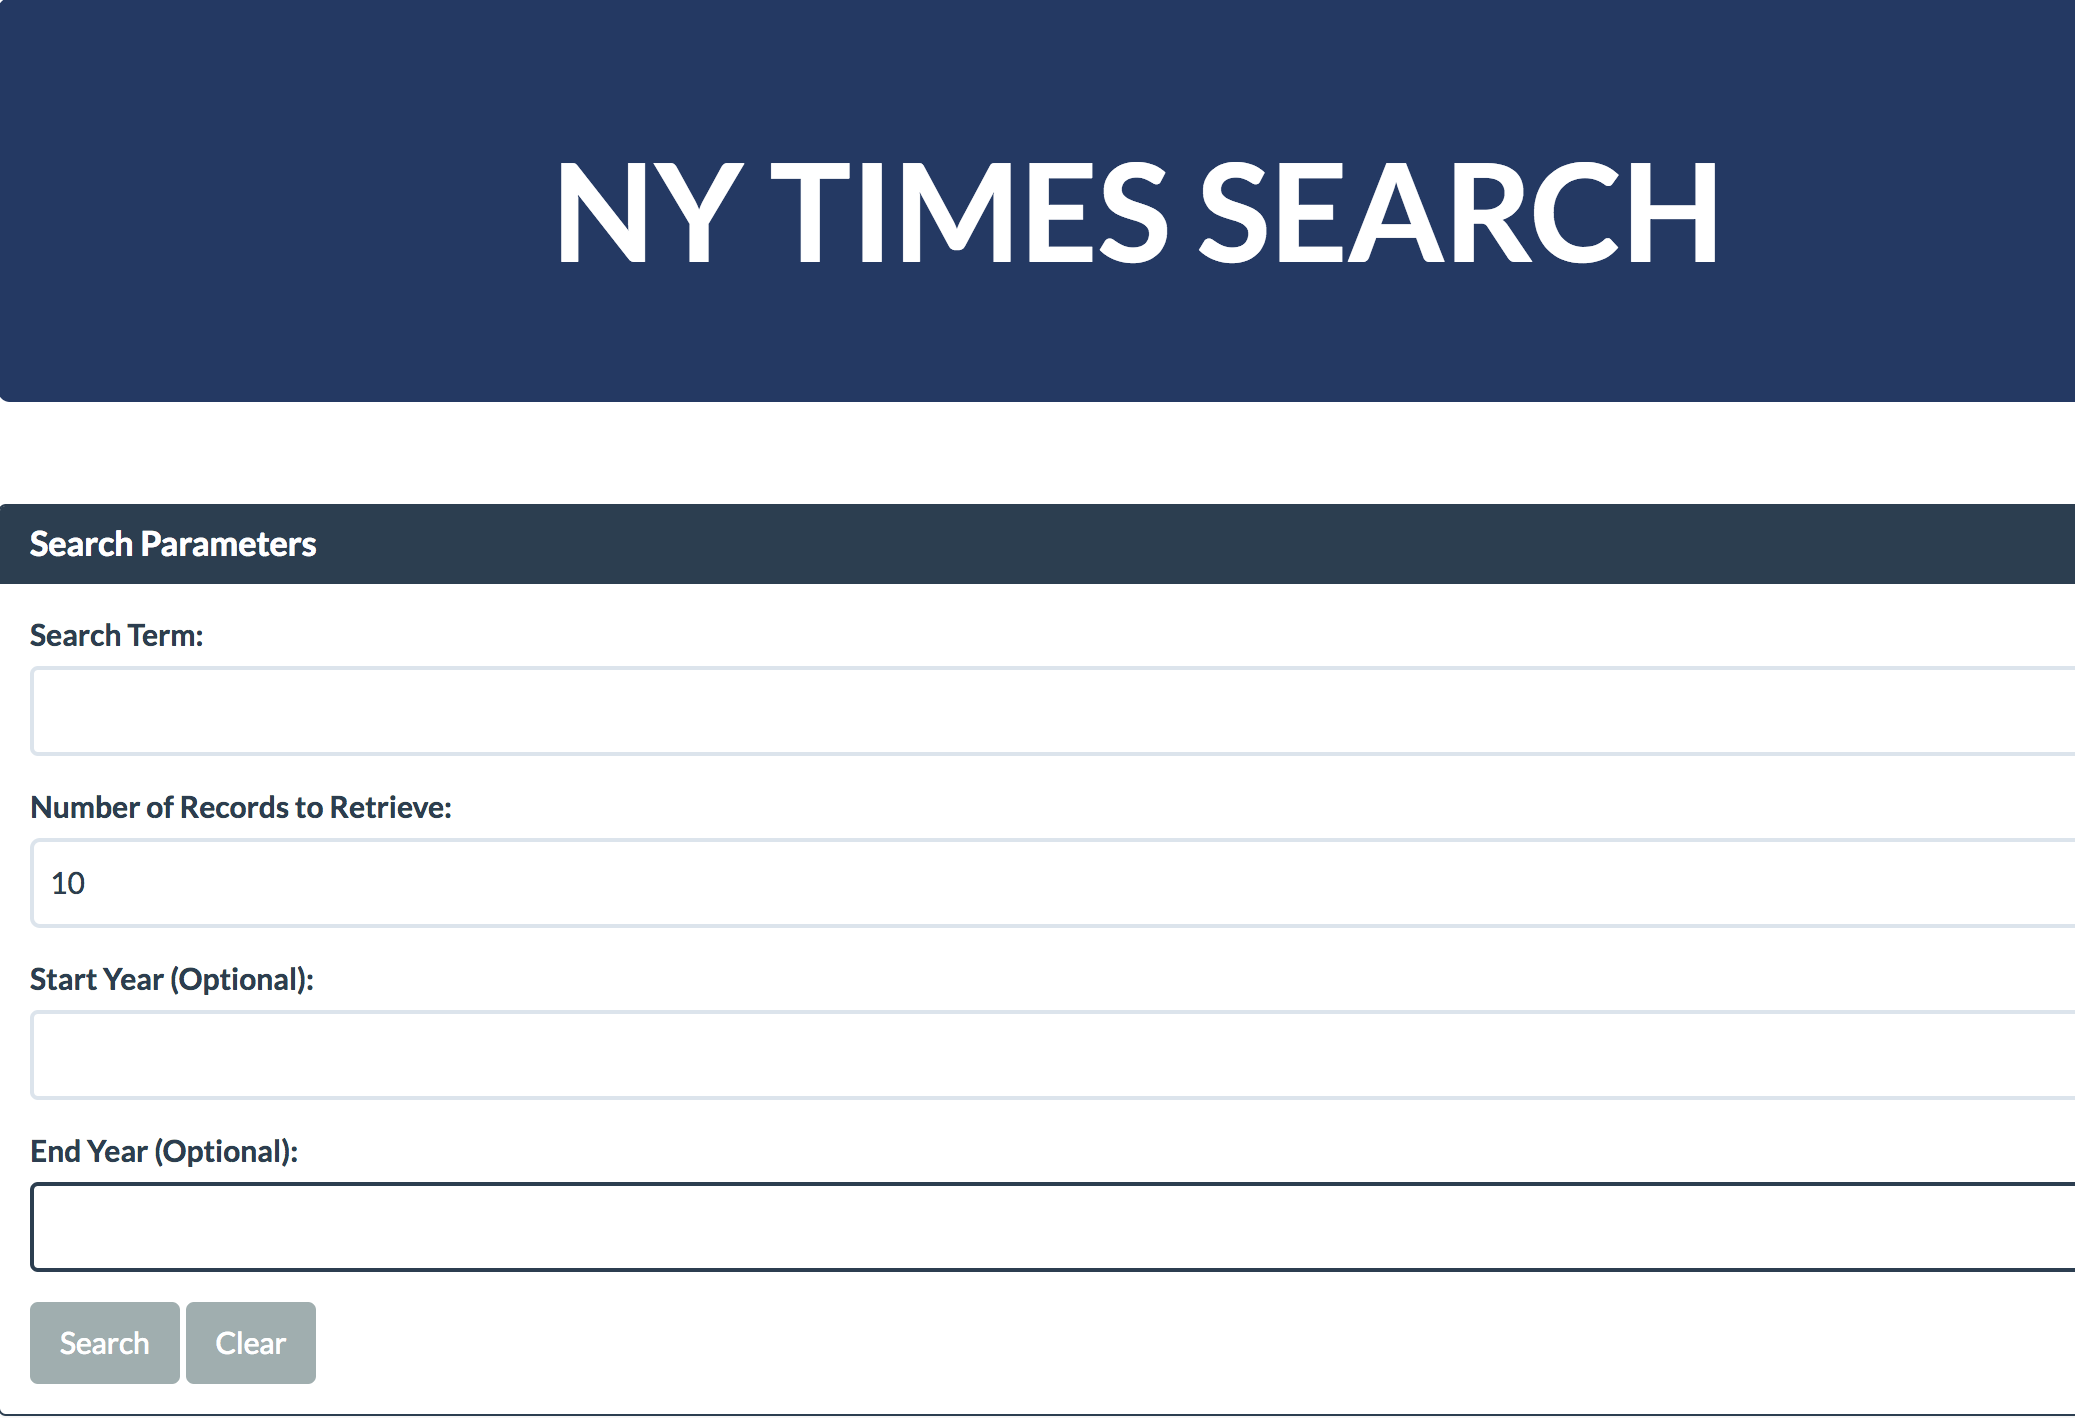 NY TIMES SEARCH
Search Parameters
Search Term:
Number of Records to Retrieve:
10
Start Year (Optional):
End Year (Optional):
Search Clear